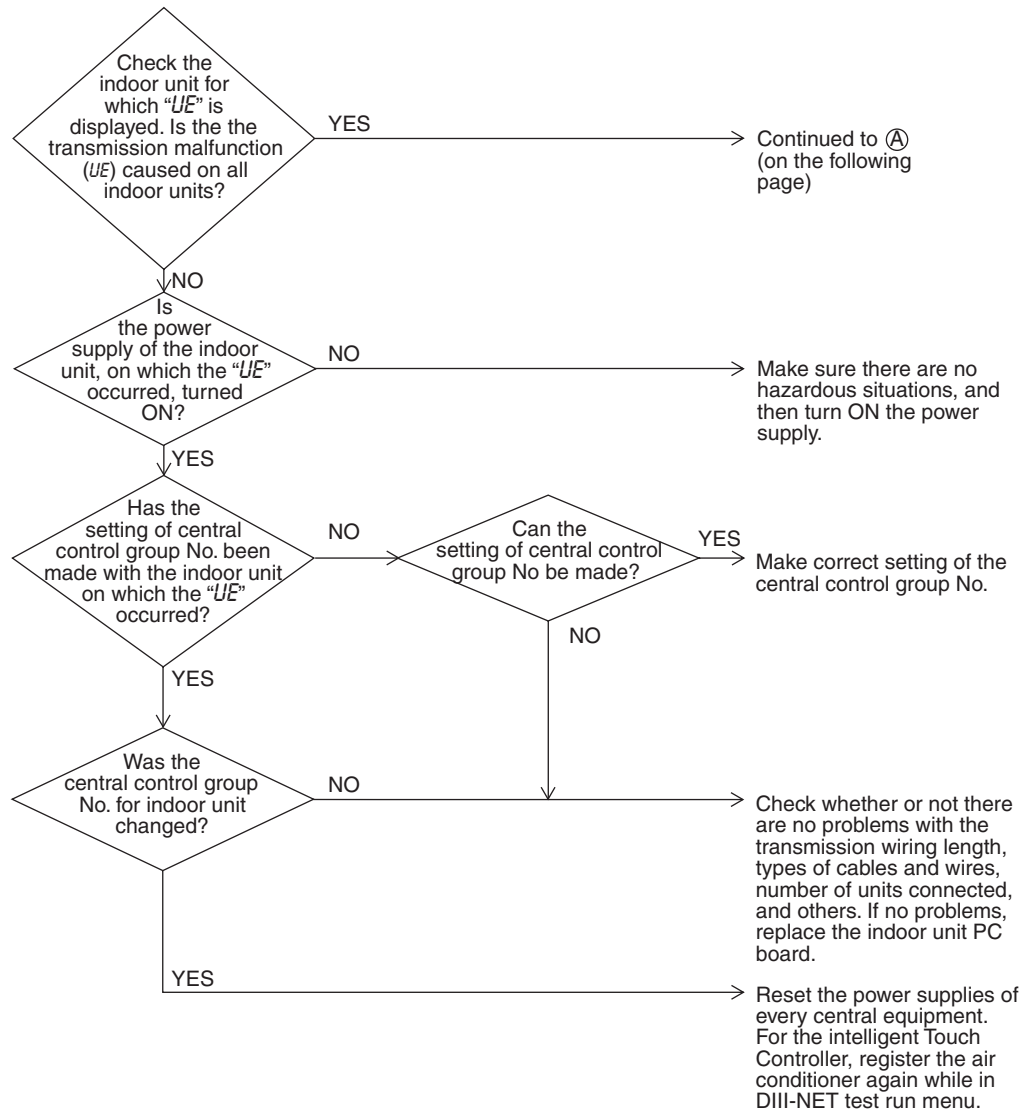 Check the
indoor unit for
which “UE” is
displayed. Is the the
transmission malfunction
(UE) caused on all
indoor units?
YES
Continued to Ⓐ
(on the following
page)
NO
Is
the power
supply of the indoor
unit, on which the “UE”
occurred, turned
ON?
NO
Make sure there are no
hazardous situations, and
then turn ON the power
supply.
YES
Has the
setting of central
control group No. been
made with the indoor unit
on which the “UE”
occurred?
NO
Can the
setting of central control
group No be made?
YES
Make correct setting of the
central control group No.
NO
YES
Was the
central control group
No. for indoor unit
changed?
NO
Check whether or not there
are no problems with the
transmission wiring length,
types of cables and wires,
number of units connected,
and others. If no problems,
replace the indoor unit PC
board.
YES
Reset the power supplies of
every central equipment.
For the intelligent Touch
Controller, register the air
conditioner again while in
DIII-NET test run menu.